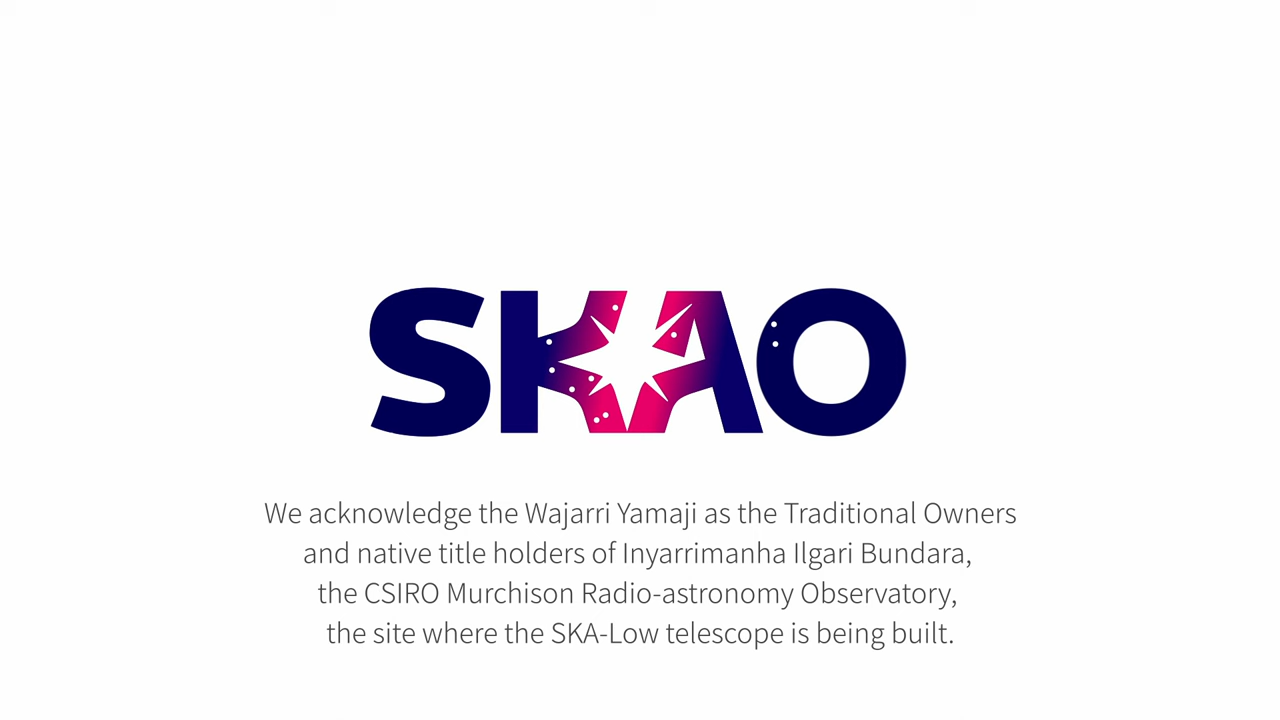 SKAO
We acknowledge the Wajarri Yamaji as the Traditional Owners
and native title holders of Inyarrimanha Ilgari Bundara,
the CSIRO Murchison Radio-astronomy Observatory,
the site where the SKA-Low telescope is being built.